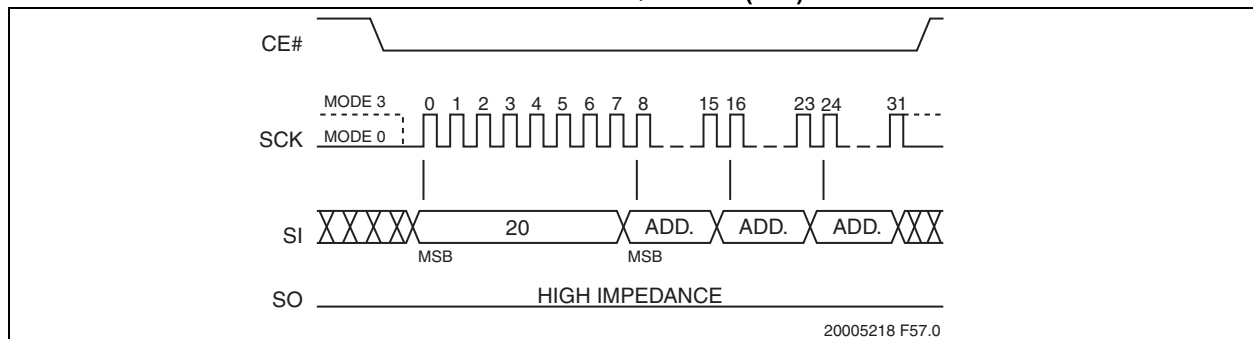 CE#
MODE 3
0 1 2 3 4 5 6 7 8 15 16 23 24 31
SCK MODE 0
SI 20 ADD. ADD. ADD.
MSB MSB
SO HIGH IMPEDANCE
20005218 F57.0